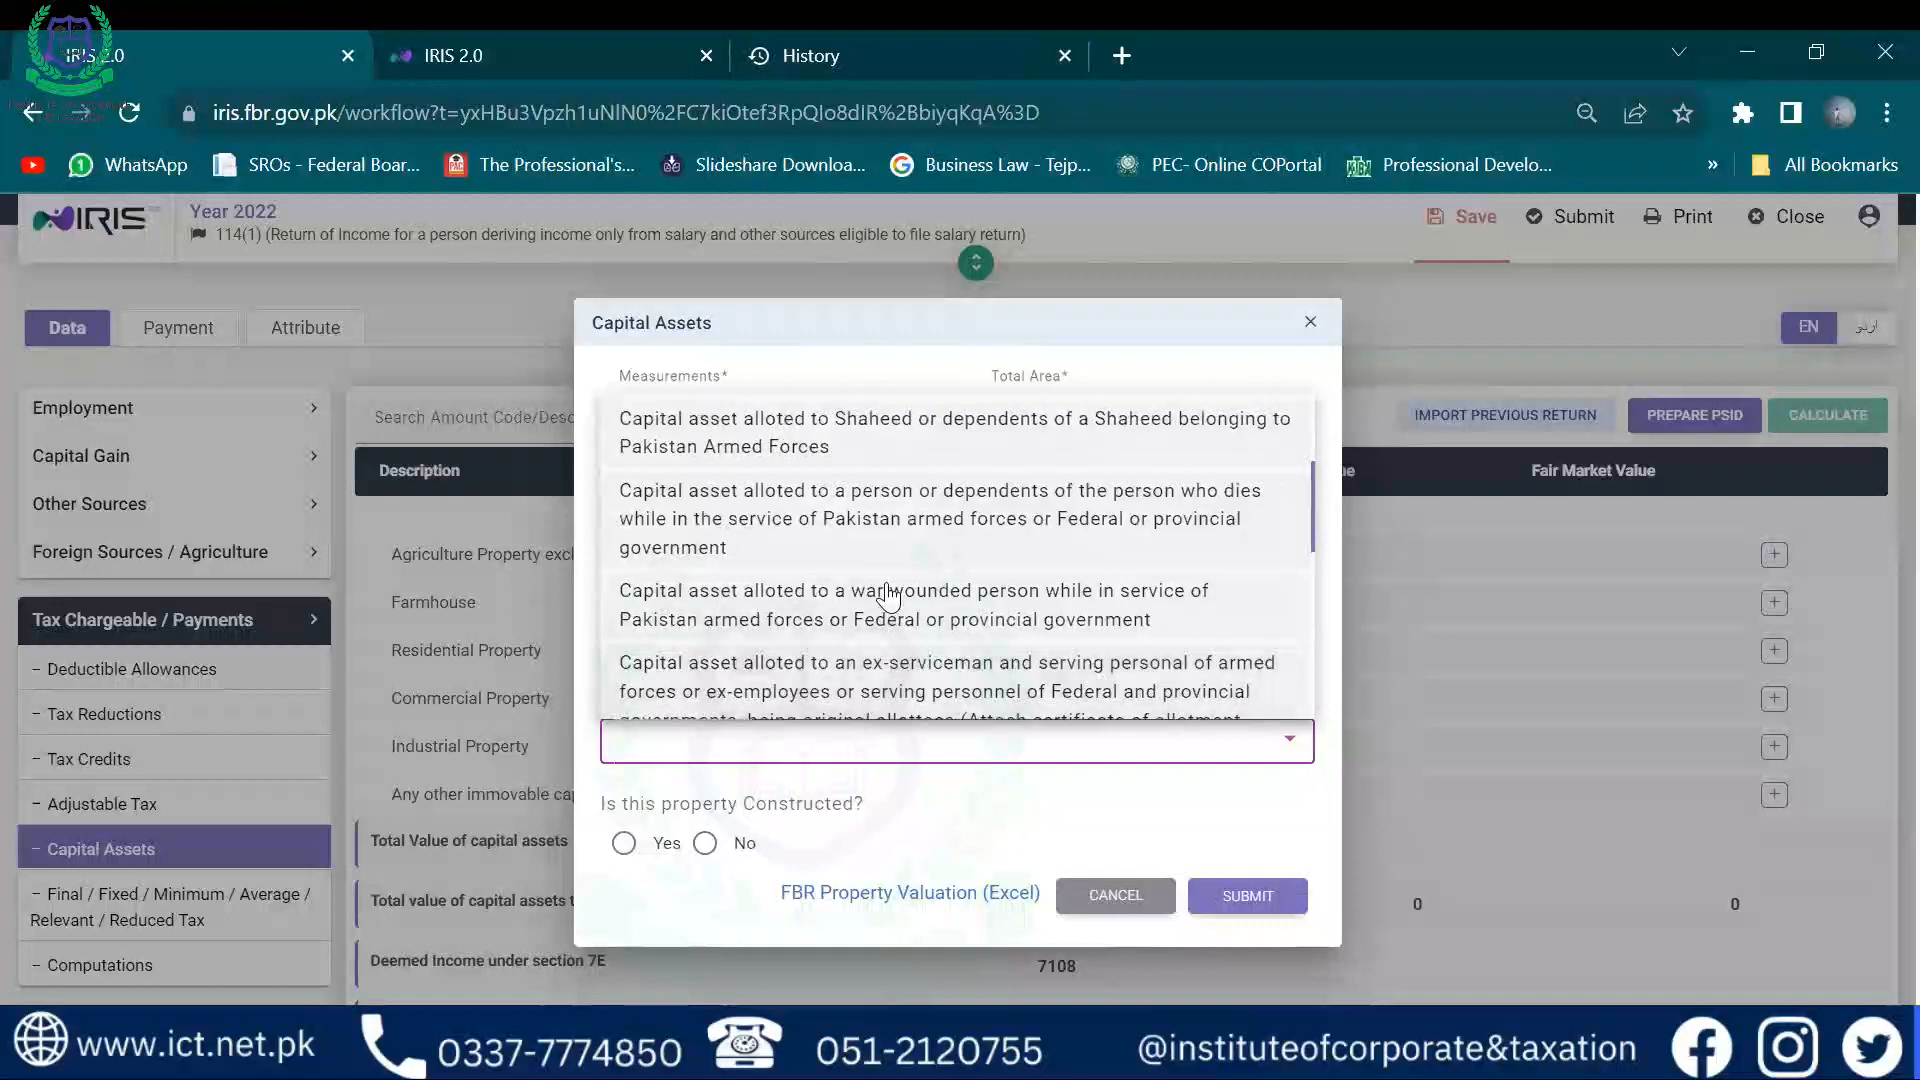 IRIS 2.0
IRIS 2.0
History
iris.fbr.gov.pk/workflow?t=yxHBu3Vpzh1uNlN0%2FC7kiOtef3RpQIo8dIR%2BbiyqKqA%3D
WhatsApp
SROs - Federal Boar...
The Professional's...
Slideshare Downloa...
Business Law - Tejp...
PEC- Online COPortal
Professional Develo...
»
All Bookmarks
IRIS
Year 2022
114(1) (Return of Income for a person deriving income only from salary and other sources eligible to file salary return)
Save
Submit
Print
Close
Data
Payment
Attribute
EN
اردو
Employment
Capital Gain
Other Sources
Foreign Sources / Agriculture
Tax Chargeable / Payments
– Deductible Allowances
– Tax Reductions
– Tax Credits
– Adjustable Tax
– Capital Assets
– Final / Fixed / Minimum / Average /
Relevant / Reduced Tax
– Computations
Search Amount Code/Desc
IMPORT PREVIOUS RETURN
PREPARE PSID
CALCULATE
Description
ue
Fair Market Value
Agriculture Property excl
Farmhouse
Residential Property
Commercial Property
Industrial Property
Any other immovable cap
Total Value of capital assets
Total value of capital assets t
0
0
Deemed Income under section 7E
7108
Capital Assets
Measurements*
Total Area*
Capital asset alloted to Shaheed or dependents of a Shaheed belonging to
Pakistan Armed Forces
Capital asset alloted to a person or dependents of the person who dies
while in the service of Pakistan armed forces or Federal or provincial
government
Capital asset alloted to a war wounded person while in service of
Pakistan armed forces or Federal or provincial government
Capital asset alloted to an ex-serviceman and serving personal of armed
forces or ex-employees or serving personnel of Federal and provincial
governments, being original allottees (Attach certificate of allotment
Is this property Constructed?
Yes
No
FBR Property Valuation (Excel)
CANCEL
SUBMIT
www.ict.net.pk
0337-7774850
051-2120755
@instituteofcorporate&taxation